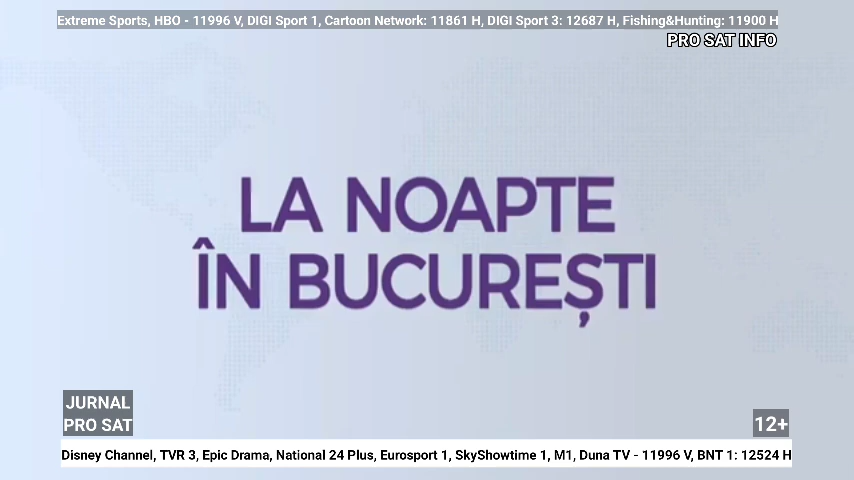 Extreme Sports, HBO - 11996 V, DIGI Sport 1, Cartoon Network: 11861 H, DIGI Sport 3: 12687 H, Fishing&Hunting: 11900 H
PRO SAT INFO
LA NOAPTE
ÎN BUCUREȘTI
JURNAL
PRO SAT
12+
Disney Channel, TVR 3, Epic Drama, National 24 Plus, Eurosport 1, SkyShowtime 1, M1, Duna TV - 11996 V, BNT 1: 12524 H